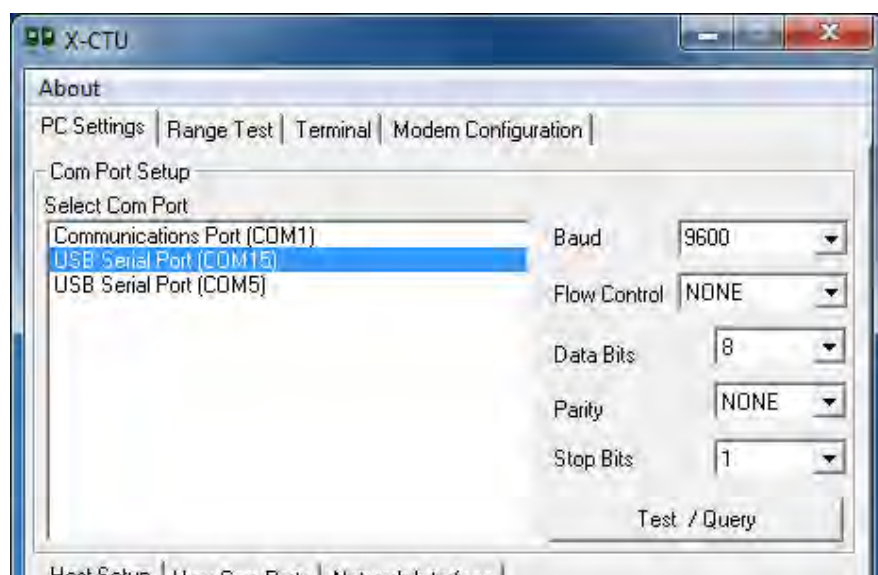 X-CTU
About
PC Settings Range Test Terminal Modem Configuration
Com Port Setup
Select Com Port
Communications Port (COM1)
USB Serial Port (COM15)
USB Serial Port (COM5)
Baud 9600
Flow Control NONE
Data Bits 8
Parity NONE
Stop Bits 1
Test / Query
Host Setup